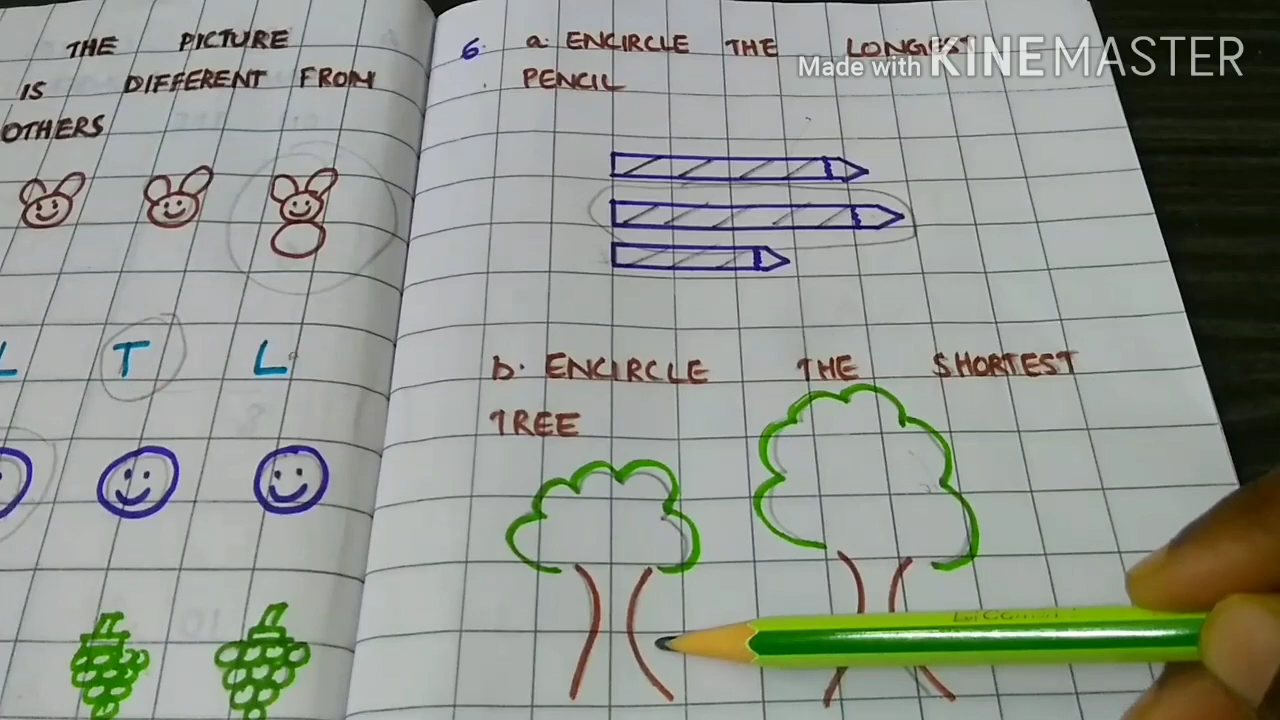 THE PICTURE
IS DIFFERENT FROM
OTHERS
L T L
6. a. ENCIRCLE THE LONGEST
PENCIL
b. ENCIRCLE THE SHORTEST
TREE
Made with KINEMASTER